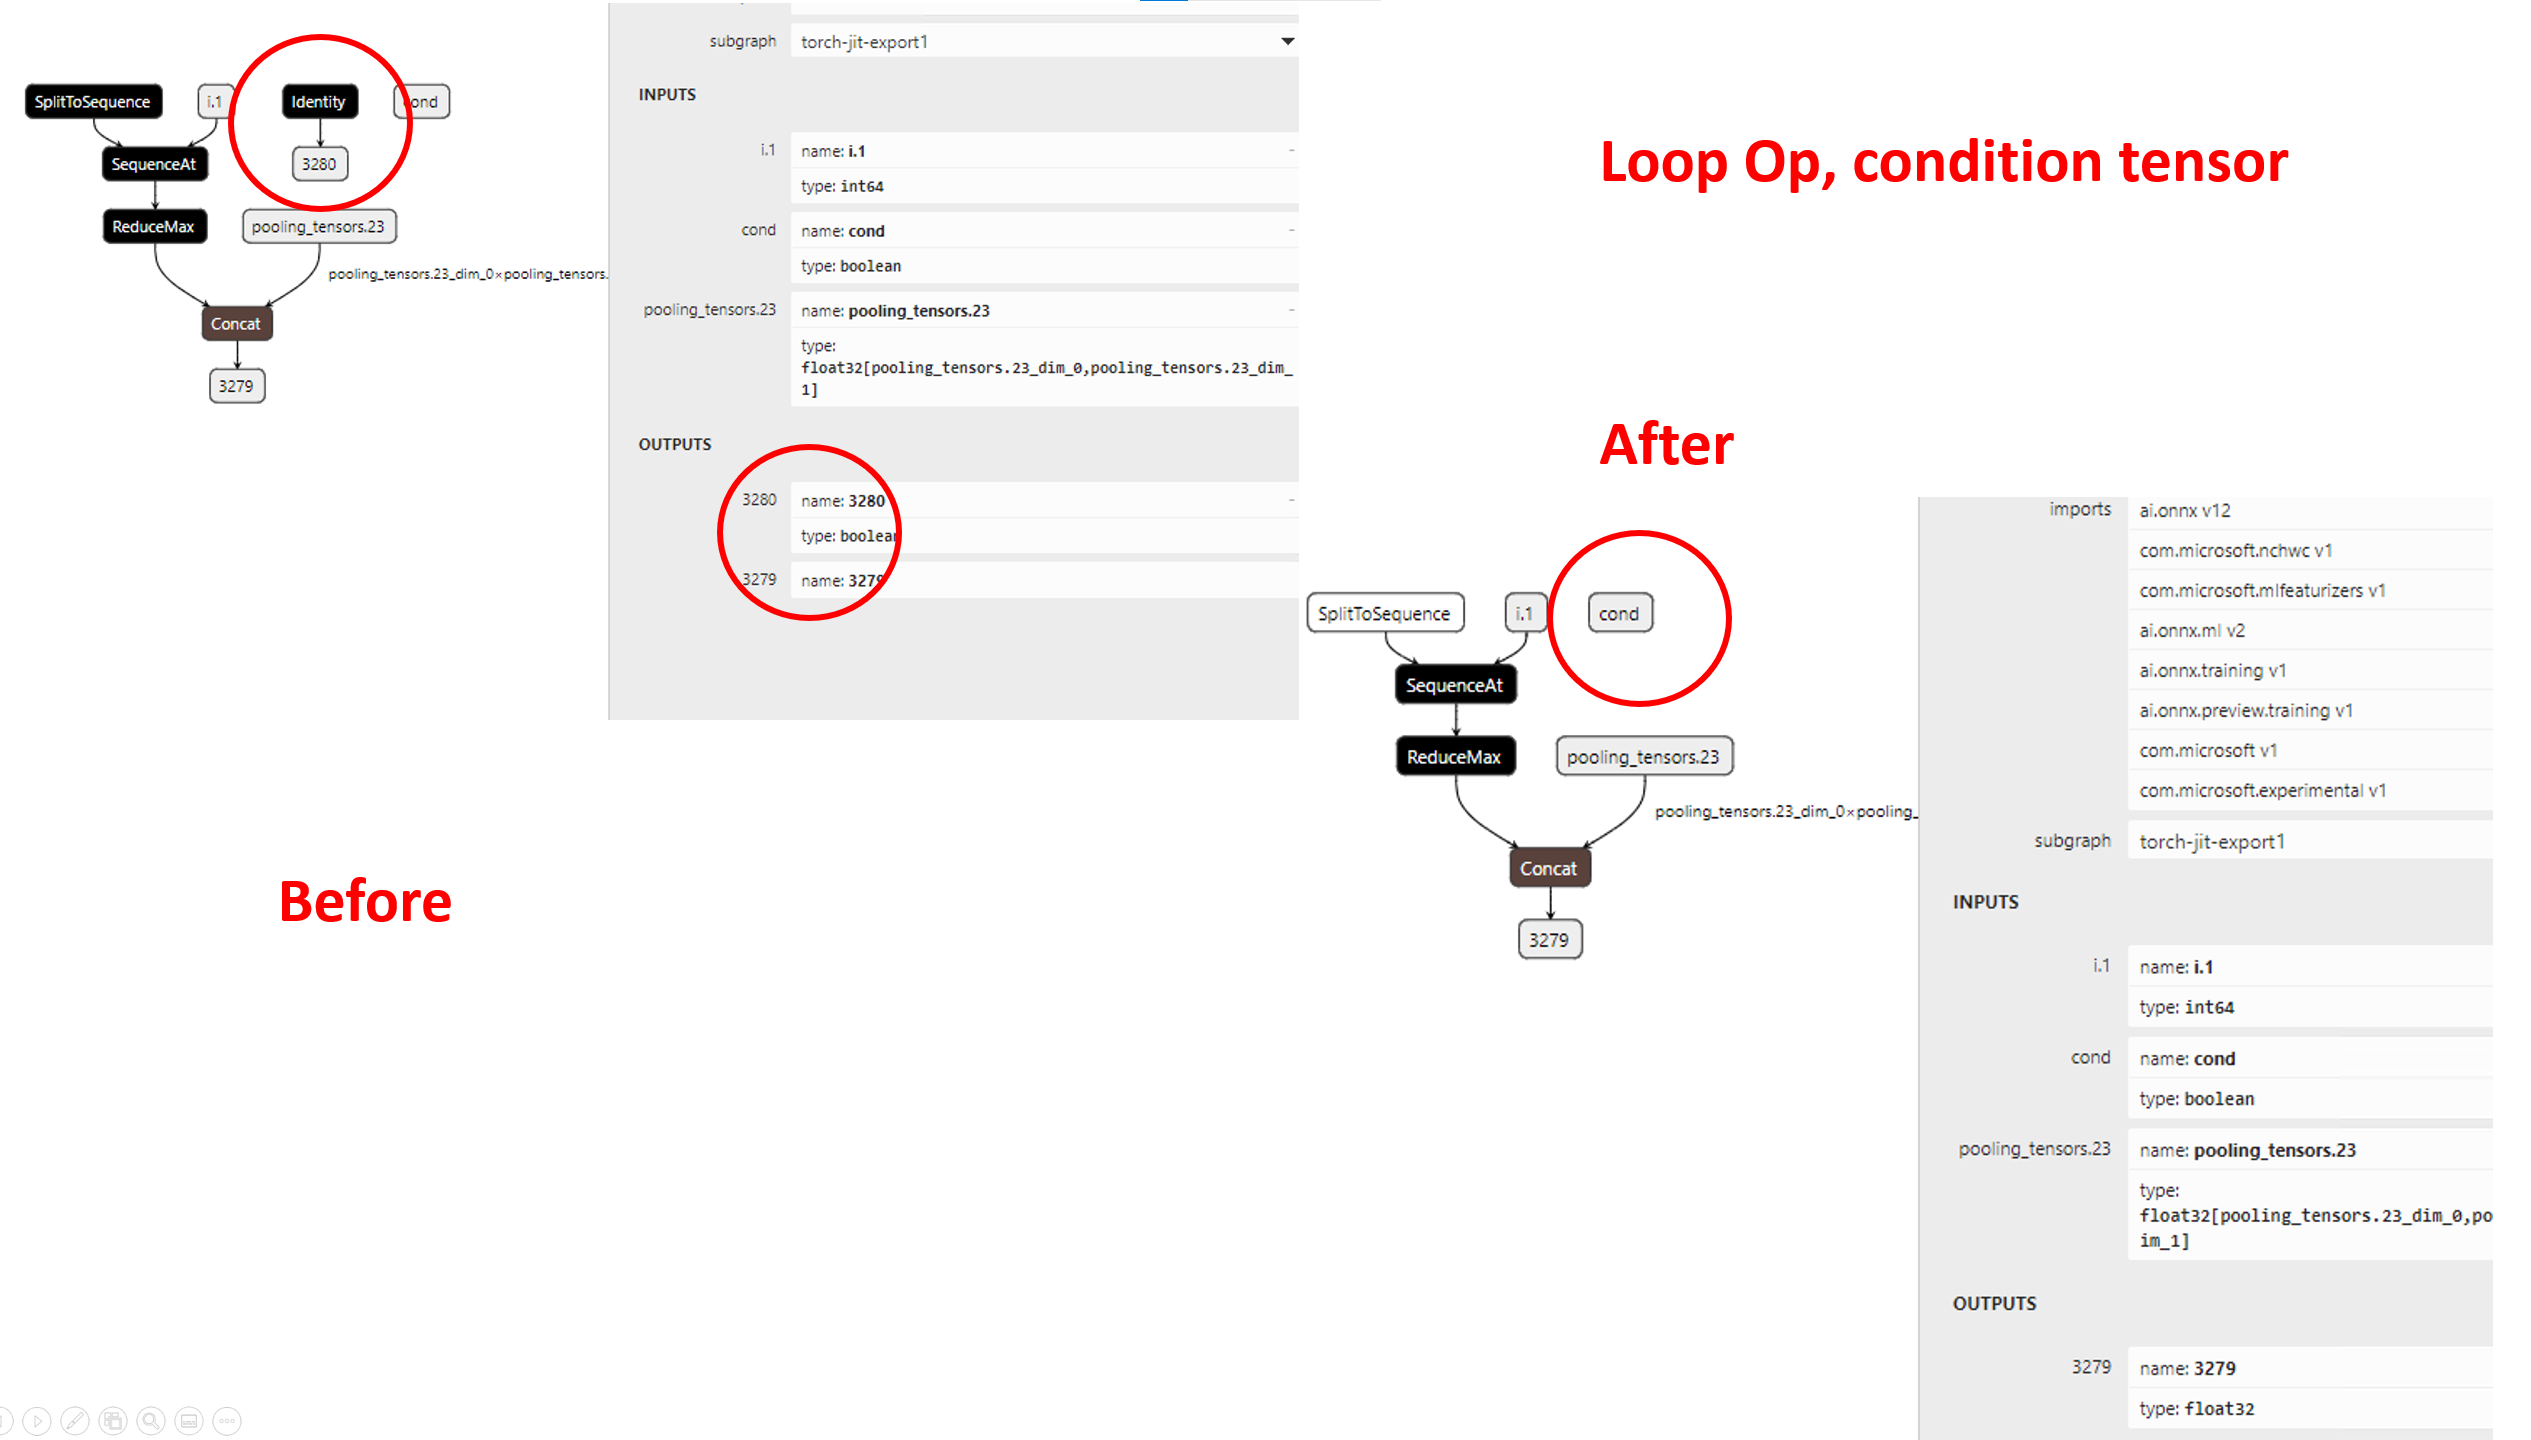 SplitToSequence
i.1
Identity
cond
SequenceAt
3280
ReduceMax
pooling_tensors.23
pooling_tensors.23_dim_0×pooling_tensors.
Concat
3279
subgraph
torch-jit-export1
INPUTS
i.1
name: i.1
-
type: int64
cond
name: cond
-
type: boolean
pooling_tensors.23
name: pooling_tensors.23
-
type:
float32[pooling_tensors.23_dim_0,pooling_tensors.23_dim_
1]
OUTPUTS
3280
name: 3280
-
type: boolean
3279
name: 3279
Before
Loop Op, condition tensor
After
SplitToSequence
i.1
cond
SequenceAt
ReduceMax
pooling_tensors.23
pooling_tensors.23_dim_0×pooling_
Concat
3279
imports
ai.onnx v12
com.microsoft.nchwc v1
com.microsoft.mlfeaturizers v1
ai.onnx.ml v2
ai.onnx.training v1
ai.onnx.preview.training v1
com.microsoft v1
com.microsoft.experimental v1
subgraph
torch-jit-export1
INPUTS
i.1
name: i.1
type: int64
cond
name: cond
type: boolean
pooling_tensors.23
name: pooling_tensors.23
type:
float32[pooling_tensors.23_dim_0,po
im_1]
OUTPUTS
3279
name: 3279
type: float32